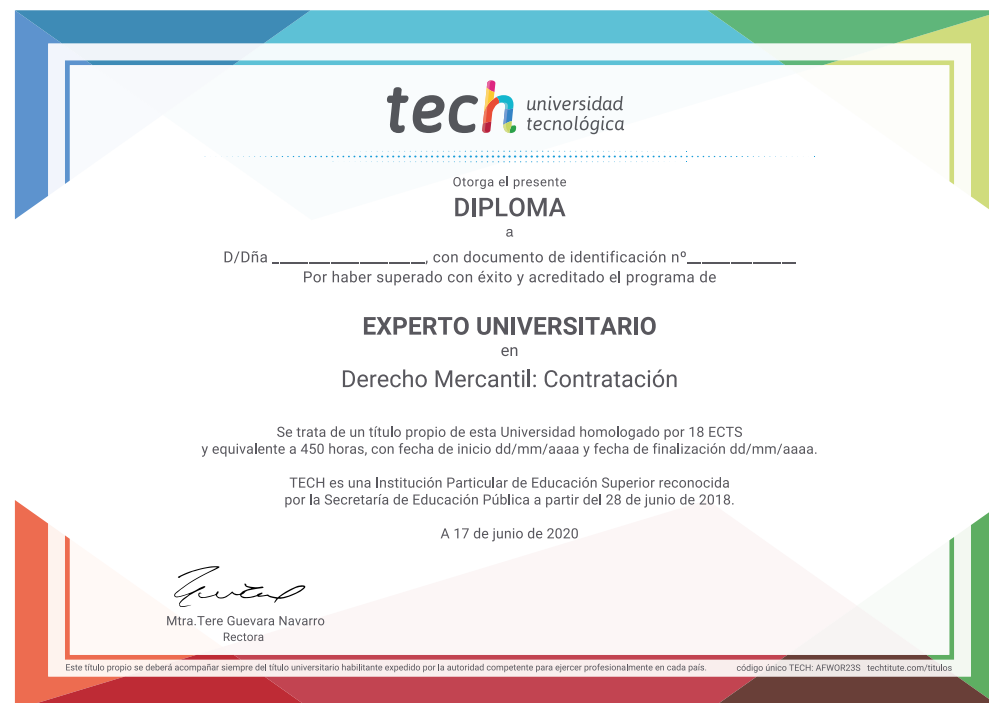 tech universidad
tecnológica
Otorga el presente
DIPLOMA
a
D/Dña ____________________, con documento de identificación nº______________
Por haber superado con éxito y acreditado el programa de
EXPERTO UNIVERSITARIO
en
Derecho Mercantil: Contratación
Se trata de un título propio de esta Universidad homologado por 18 ECTS
y equivalente a 450 horas, con fecha de inicio dd/mm/aaaa y fecha de finalización dd/mm/aaaa.
TECH es una Institución Particular de Educación Superior reconocida
por la Secretaría de Educación Pública a partir del 28 de junio de 2018.
A 17 de junio de 2020
Mtra.Tere Guevara Navarro
Rectora
Este título propio se deberá acompañar siempre del título universitario habilitante expedido por la autoridad competente para ejercer profesionalmente en cada país. código único TECH: AFWOR23S techtitute.com/titulos